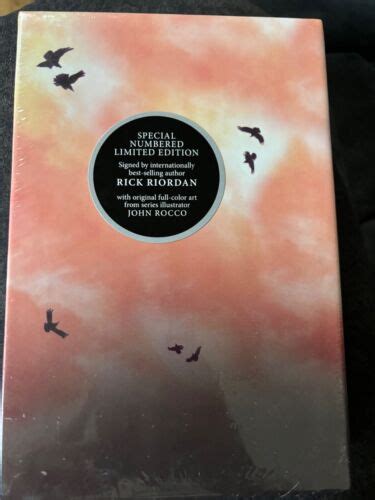 SPECIAL
NUMBERED
LIMITED EDITION
Signed by internationally
best-selling author
RICK RIORDAN
with original full-color art
from series illustrator
JOHN ROCCO